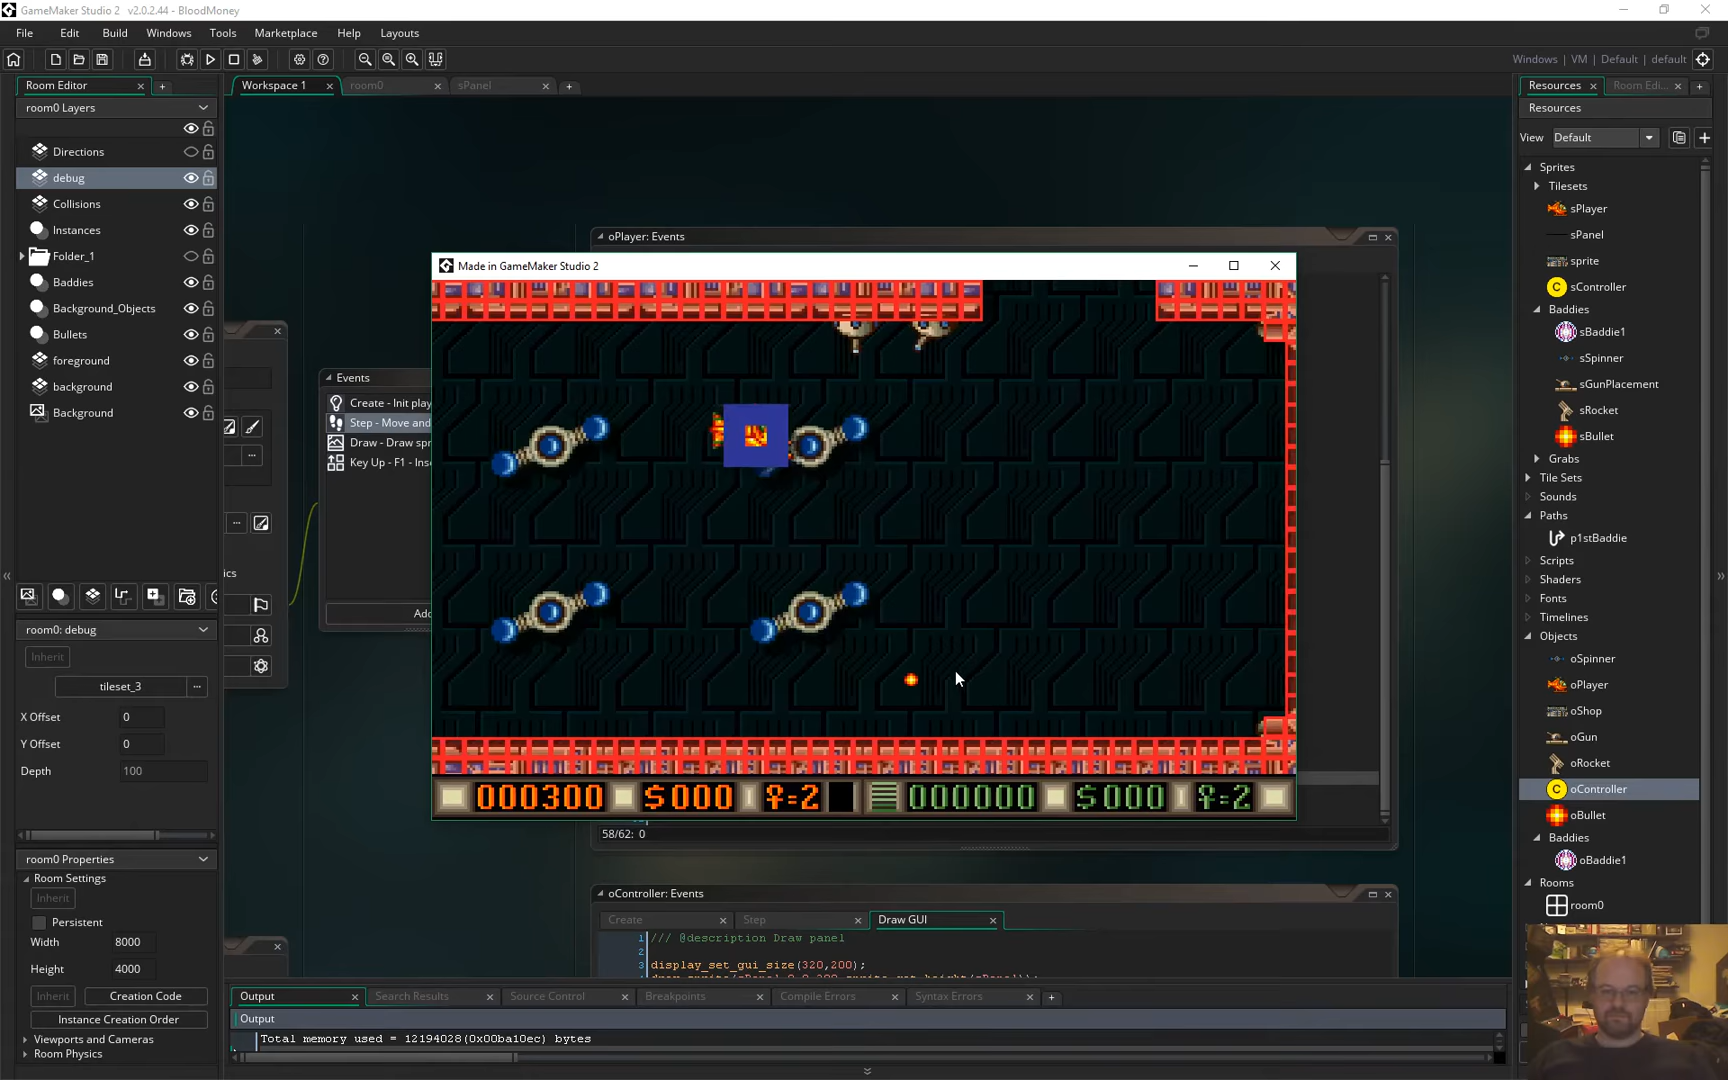 GameMaker Studio 2   v2.0.2.44 - BloodMoney
File Edit Build Windows Tools Marketplace Help Layouts
Windows | VM | Default | default
Room Editor
Workspace 1
room0
sPanel
Resources
Room Edi...
room0 Layers
Directions
debug
Collisions
Instances
Folder_1
Baddies
Background_Objects
Bullets
foreground
background
Background
room0: debug
Inherit
tileset_3
X Offset 0
Y Offset 0
Depth 100
room0 Properties
Room Settings
Inherit
Persistent
Width 8000
Height 4000
Inherit
Creation Code
Instance Creation Order
Viewports and Cameras
Room Physics
Events
Create - Init play
Step - Move and
Draw - Draw spr
Key Up - F1 - Ins
Add
oPlayer: Events
Made in GameMaker Studio 2
000300 $000 =2 000000 $000 =2
58/62: 0
oController: Events
Create
Step
Draw GUI
1 /// @description Draw panel
2
3 display_set_gui_size(320,200);
Output
Search Results
Source Control
Breakpoints
Compile Errors
Syntax Errors
Output
Total memory used = 12194028(0x00ba10ec) bytes
Resources
View Default
Sprites
Tilesets
sPlayer
sPanel
sprite
sController
Baddies
sBaddie1
sSpinner
sGunPlacement
sRocket
sBullet
Grabs
Tile Sets
Sounds
Paths
p1stBaddie
Scripts
Shaders
Fonts
Timelines
Objects
oSpinner
oPlayer
oShop
oGun
oRocket
oController
oBullet
Baddies
oBaddie1
Rooms
room0